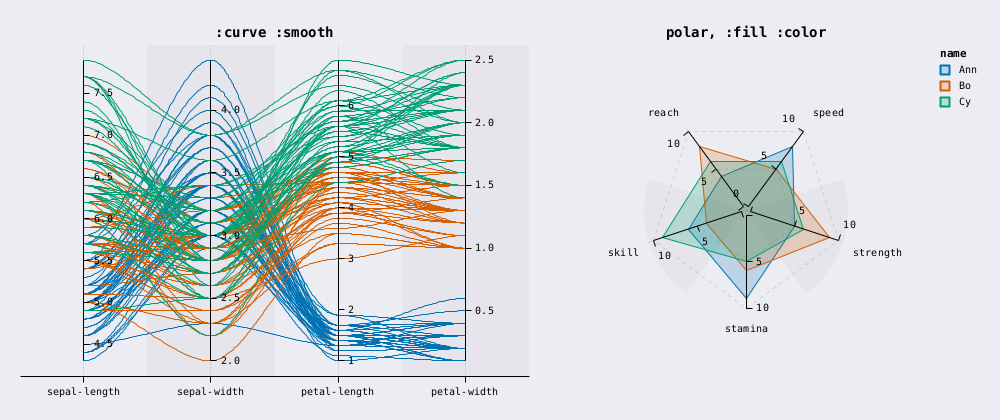 :curve :smooth
7.5
7.0
6.5
6.0
5.5
5.0
4.5
4.0
3.5
3.0
2.5
2.0
6
5
4
3
2
1
2.5
2.0
1.5
1.0
0.5
sepal-length
sepal-width
petal-length
petal-width
polar, :fill :color
reach
10
speed
10
5
5
0
5
strength
10
skill
10
5
5
10
stamina
name
Ann
Bo
Cy